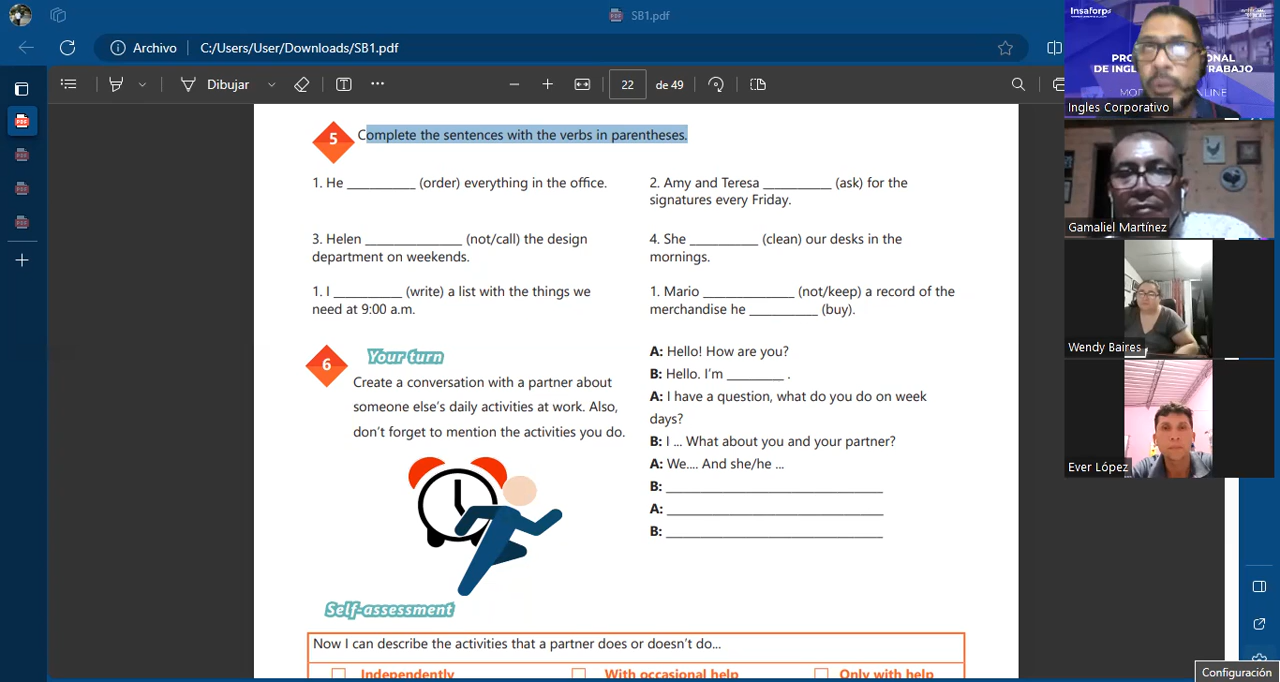 SB1.pdf
Archivo
C:/Users/User/Downloads/SB1.pdf
Dibujar
22
de 49
5
Complete the sentences with the verbs in parentheses.
1. He __________ (order) everything in the office.
2. Amy and Teresa __________ (ask) for the
signatures every Friday.
3. Helen ______________ (not/call) the design
department on weekends.
4. She __________ (clean) our desks in the
mornings.
1. I __________ (write) a list with the things we
need at 9:00 a.m.
1. Mario _____________ (not/keep) a record of the
merchandise he __________ (buy).
6
Your turn
Create a conversation with a partner about
someone else's daily activities at work. Also,
don't forget to mention the activities you do.
A: Hello! How are you?
B: Hello. I'm ________ .
A: I have a question, what do you do on week
days?
B: I ... What about you and your partner?
A: We.... And she/he ...
B: ________________________________
A: ________________________________
B: ________________________________
Self-assessment
Now I can describe the activities that a partner does or doesn't do...
Independently
With occasional help
Only with help
Insaforp
Ingles Corporativo
Gamaliel Martínez
Wendy Baires
Ever López
Configuración